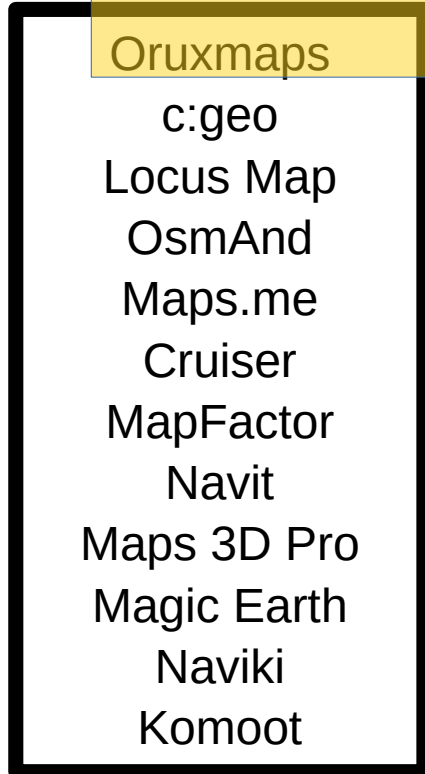 Oruxmaps
c:geo
Locus Map
OsmAnd
Maps.me
Cruiser
MapFactor
Navit
Maps 3D Pro
Magic Earth
Naviki
Komoot